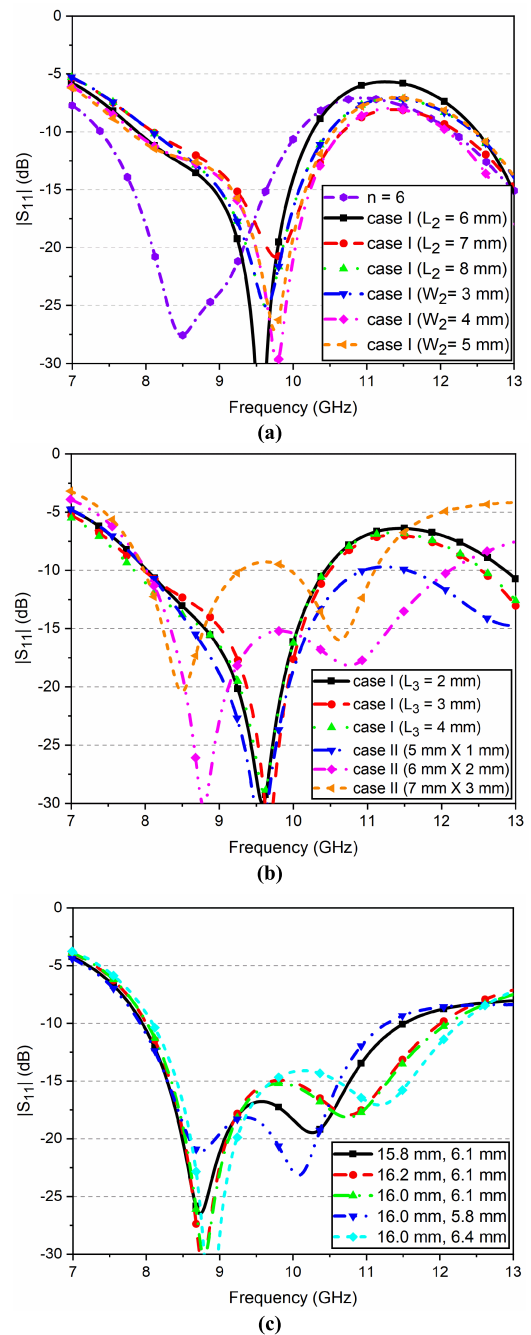 0
-5
-10
-15
-20
-25
-30
|S11| (dB)
n = 6
case I (L2 = 6 mm)
case I (L2 = 7 mm)
case I (L2 = 8 mm)
case I (W2= 3 mm)
case I (W2= 4 mm)
case I (W2= 5 mm)
7 8 9 10 11 12 13
Frequency (GHz)
(a)
0
-5
-10
-15
-20
-25
-30
|S11| (dB)
case I (L3 = 2 mm)
case I (L3 = 3 mm)
case I (L3 = 4 mm)
case II (5 mm X 1 mm)
case II (6 mm X 2 mm)
case II (7 mm X 3 mm)
7 8 9 10 11 12 13
Frequency (GHz)
(b)
0
-5
-10
-15
-20
-25
-30
|S11| (dB)
15.8 mm, 6.1 mm
16.2 mm, 6.1 mm
16.0 mm, 6.1 mm
16.0 mm, 5.8 mm
16.0 mm, 6.4 mm
7 8 9 10 11 12 13
Frequency (GHz)
(c)